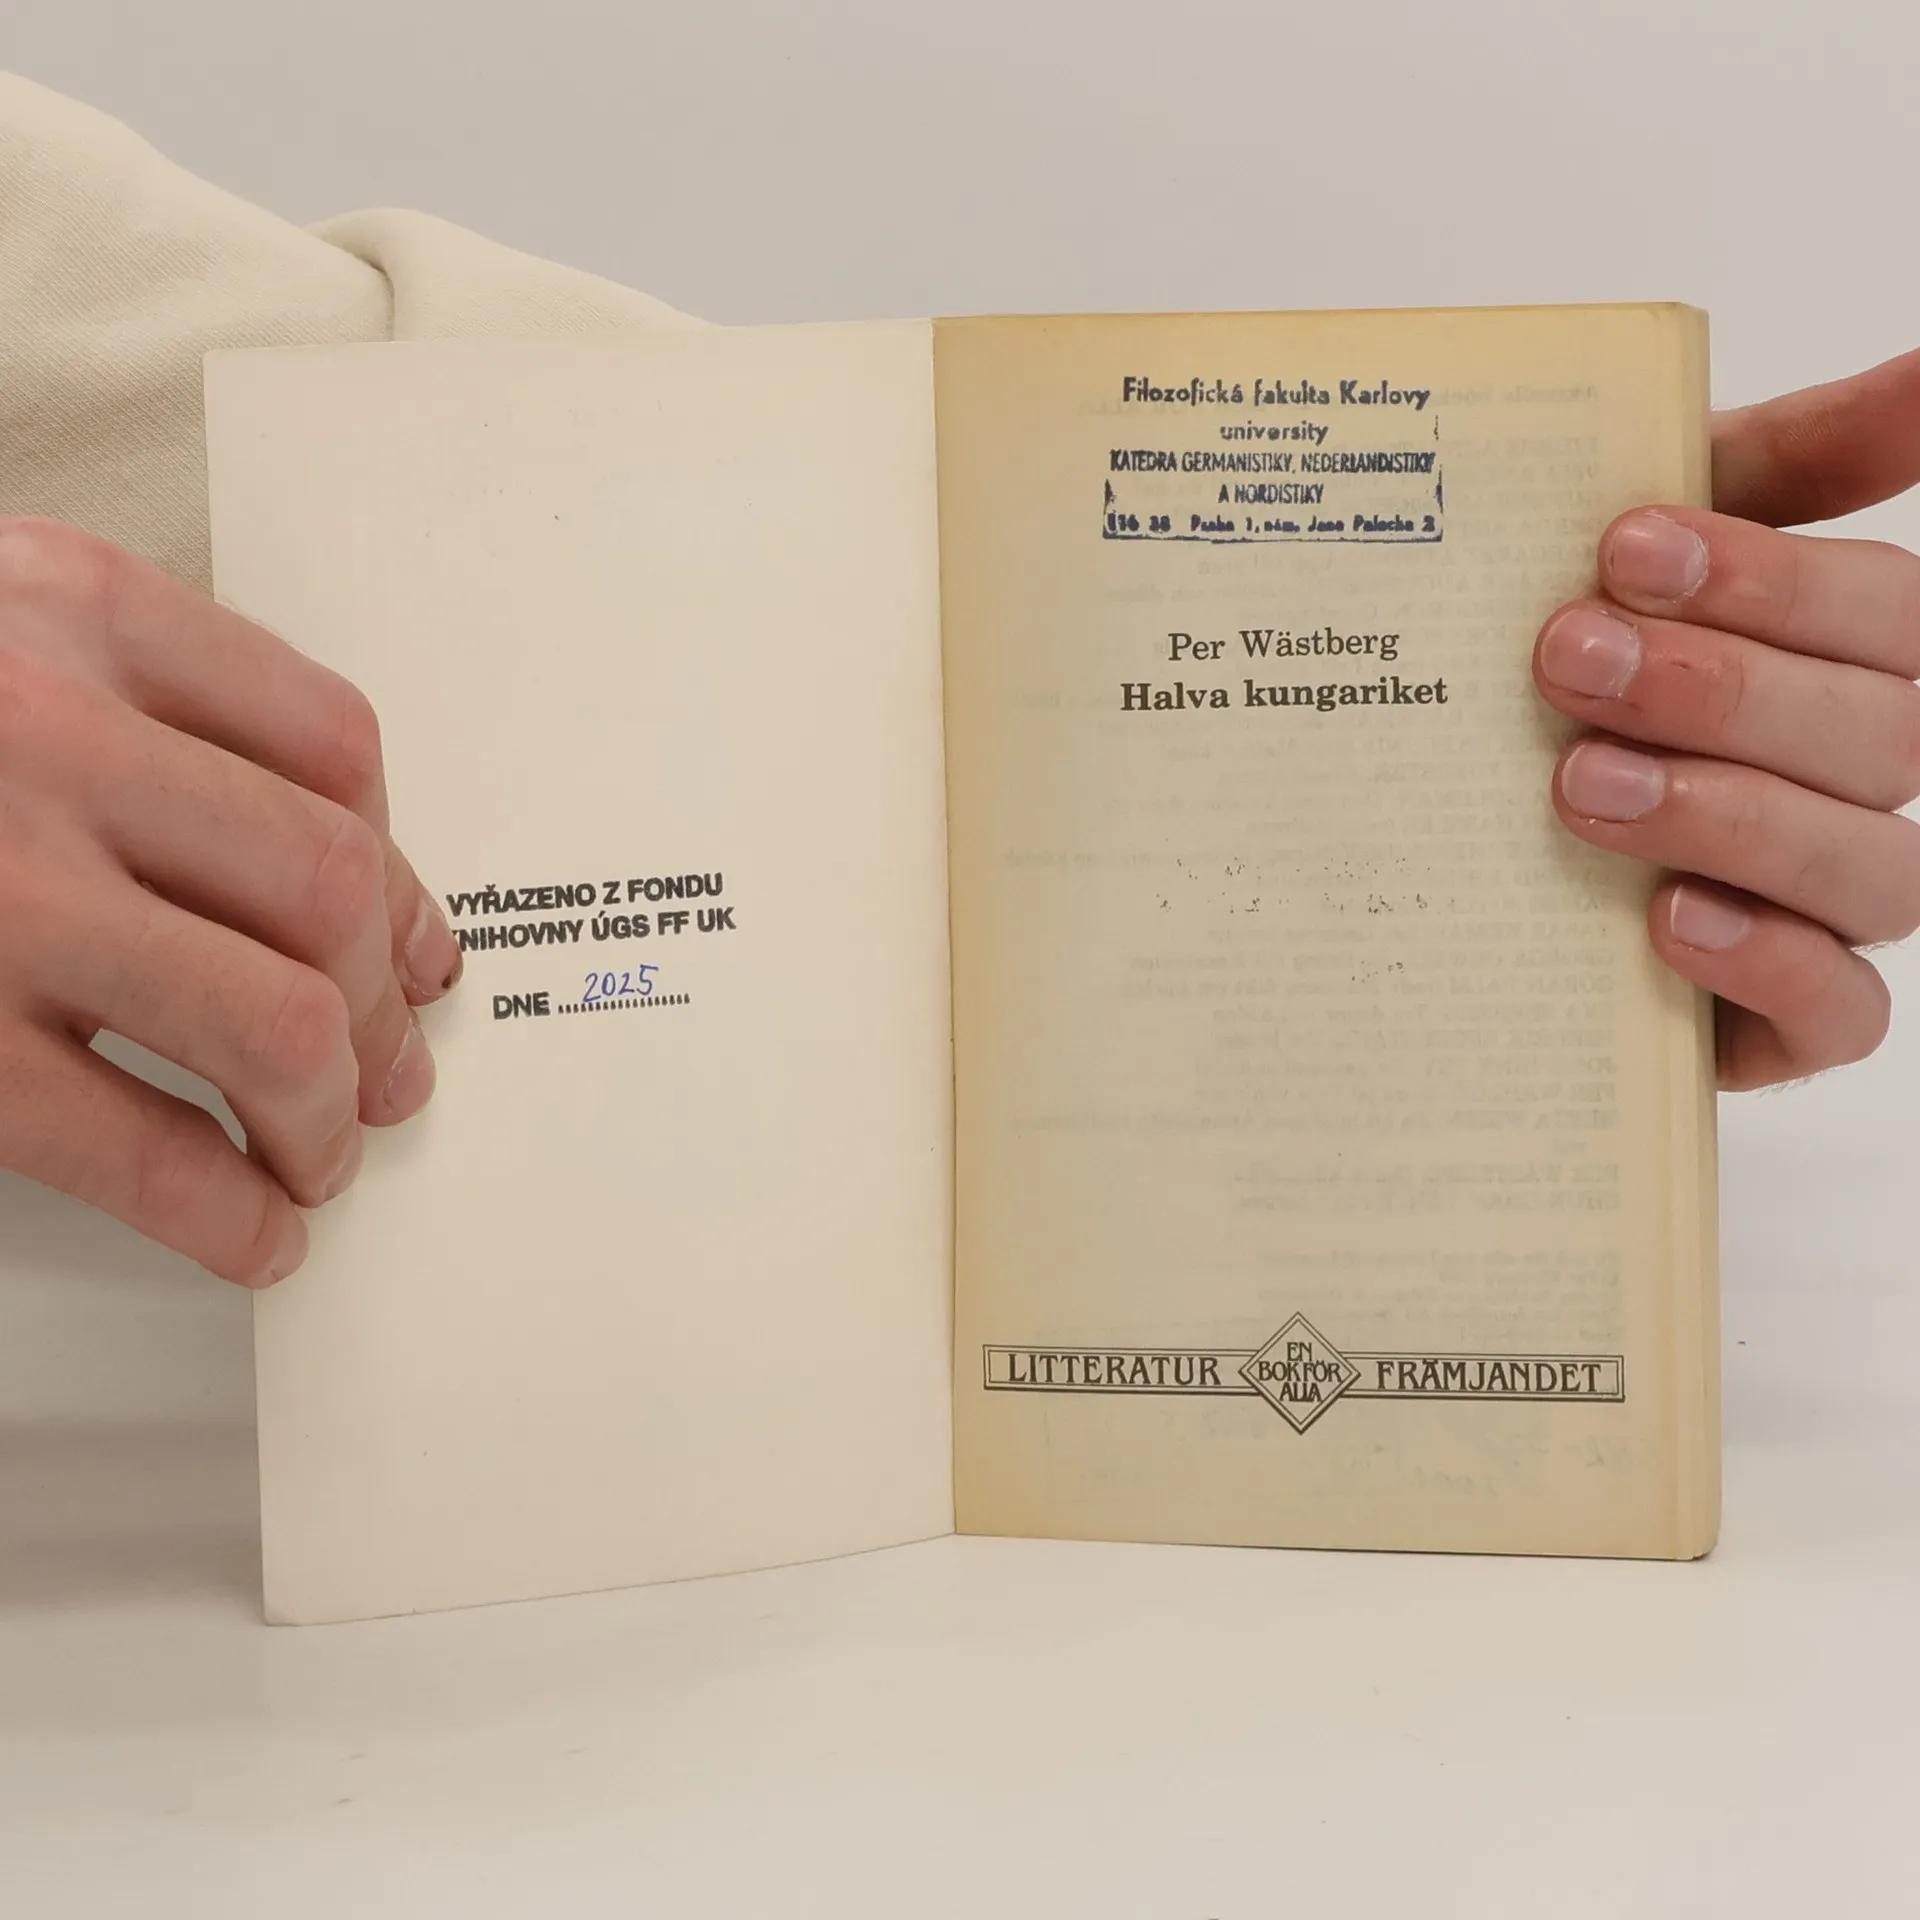 VYŘAZENO Z FONDU
KNIHOVNY ÚGS FF UK
DNE 2025
Filozofická fakulta Karlovy
university
KATEDRA GERMANISTIKY, NEDERLANDISTIKY
A NORDISTIKY
116 38 Praha 1, nám. Jana Palacha 2
Per Wästberg
Halva kungariket
LITTERATUR EN BOK FÖR ALLA FRÄMJANDET